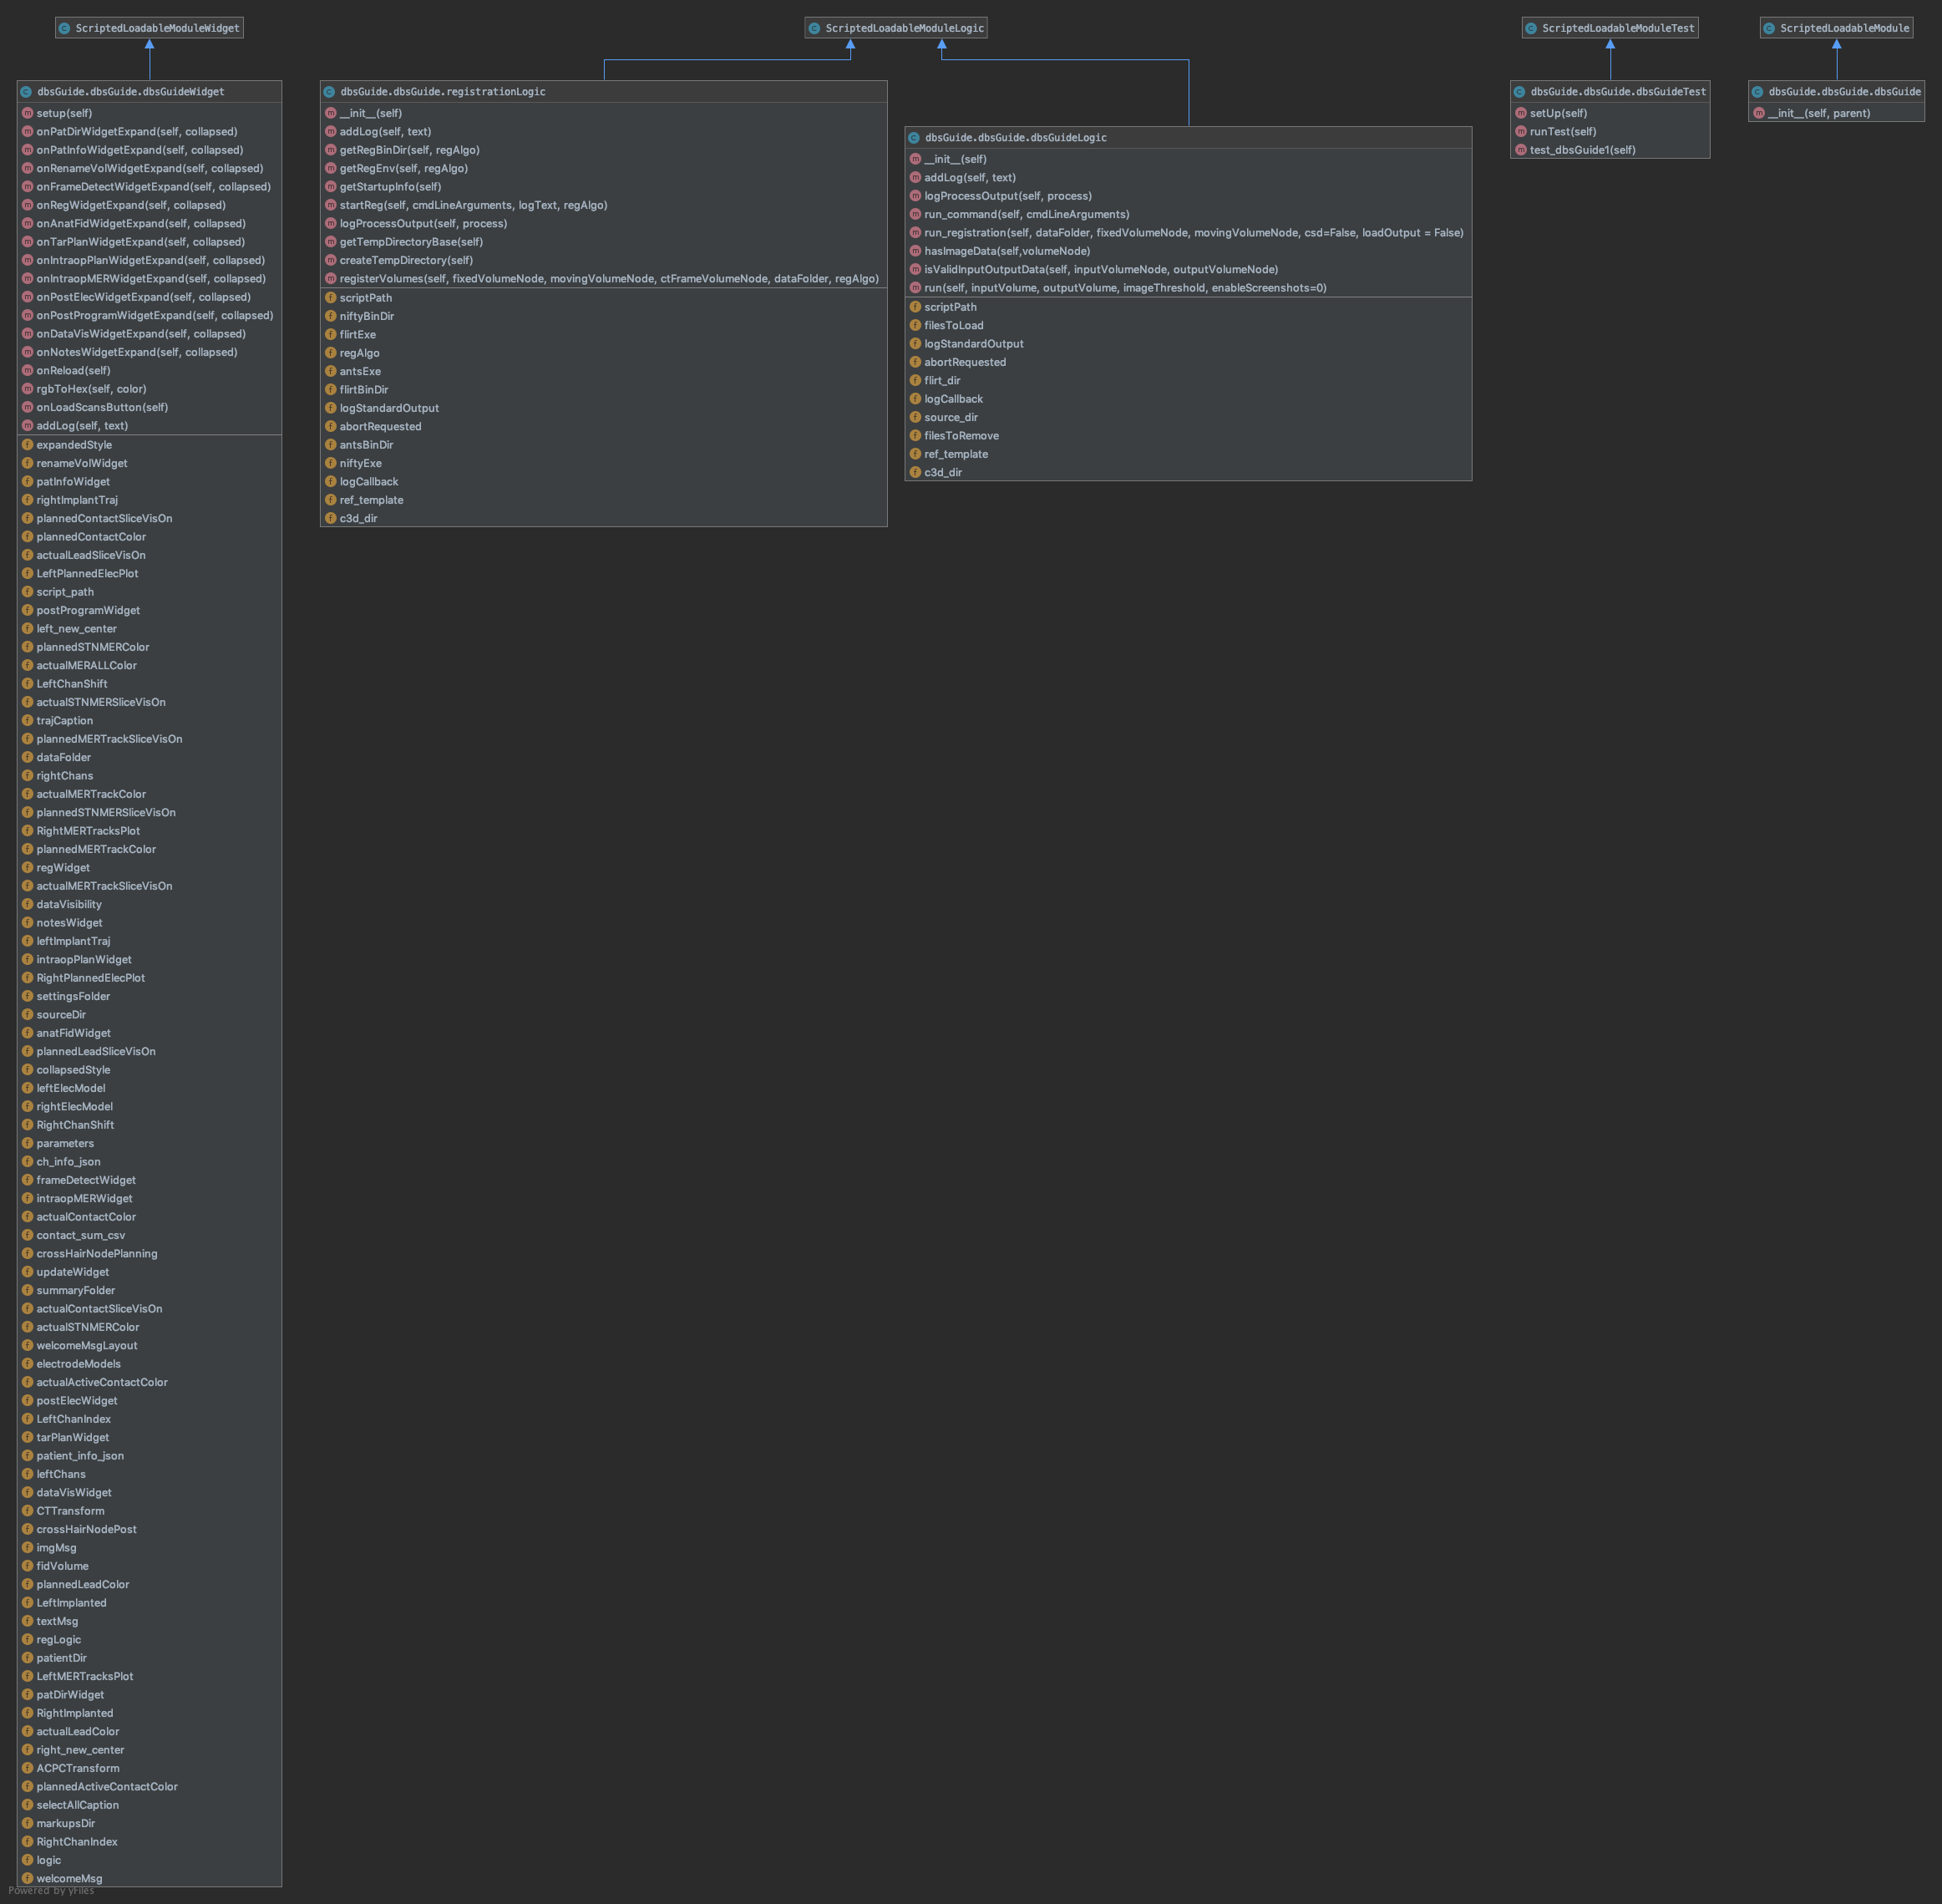 ScriptedLoadableModuleWidget
dbsGuide.dbsGuide.dbsGuideWidget
setup(self)
onPatDirWidgetExpand(self, collapsed)
onPatInfoWidgetExpand(self, collapsed)
onRenameVolWidgetExpand(self, collapsed)
onFrameDetectWidgetExpand(self, collapsed)
onRegWidgetExpand(self, collapsed)
onAnatFidWidgetExpand(self, collapsed)
onTarPlanWidgetExpand(self, collapsed)
onIntraopPlanWidgetExpand(self, collapsed)
onIntraopMERWidgetExpand(self, collapsed)
onPostElecWidgetExpand(self, collapsed)
onPostProgramWidgetExpand(self, collapsed)
onDataVisWidgetExpand(self, collapsed)
onNotesWidgetExpand(self, collapsed)
onReload(self)
rgbToHex(self, color)
onLoadScansButton(self)
addLog(self, text)
expandedStyle
renameVolWidget
patInfoWidget
rightImplantTraj
plannedContactSliceVisOn
plannedContactColor
actualLeadSliceVisOn
LeftPlannedElecPlot
script_path
postProgramWidget
left_new_center
plannedSTNMERColor
actualMERALLColor
LeftChanShift
actualSTNMERSliceVisOn
trajCaption
plannedMERTrackSliceVisOn
dataFolder
rightChans
actualMERTrackColor
plannedSTNMERSliceVisOn
RightMERTracksPlot
plannedMERTrackColor
regWidget
actualMERTrackSliceVisOn
dataVisibility
notesWidget
leftImplantTraj
intraopPlanWidget
RightPlannedElecPlot
settingsFolder
sourceDir
anatFidWidget
plannedLeadSliceVisOn
collapsedStyle
leftElecModel
rightElecModel
RightChanShift
parameters
ch_info_json
frameDetectWidget
intraopMERWidget
actualContactColor
contact_sum_csv
crossHairNodePlanning
updateWidget
summaryFolder
actualContactSliceVisOn
actualSTNMERColor
welcomeMsgLayout
electrodeModels
actualActiveContactColor
postElecWidget
LeftChanIndex
tarPlanWidget
patient_info_json
leftChans
dataVisWidget
CTTransform
crossHairNodePost
imgMsg
fidVolume
plannedLeadColor
LeftImplanted
textMsg
regLogic
patientDir
LeftMERTracksPlot
patDirWidget
RightImplanted
actualLeadColor
right_new_center
ACPCTransform
plannedActiveContactColor
selectAllCaption
markupsDir
RightChanIndex
logic
welcomeMsg
ScriptedLoadableModuleLogic
dbsGuide.dbsGuide.registrationLogic
__init__(self)
addLog(self, text)
getRegBinDir(self, regAlgo)
getRegEnv(self, regAlgo)
getStartupInfo(self)
startReg(self, cmdLineArguments, logText, regAlgo)
logProcessOutput(self, process)
getTempDirectoryBase(self)
createTempDirectory(self)
registerVolumes(self, fixedVolumeNode, movingVolumeNode, ctFrameVolumeNode, dataFolder, regAlgo)
scriptPath
niftyBinDir
flirtExe
regAlgo
antsExe
flirtBinDir
logStandardOutput
abortRequested
antsBinDir
niftyExe
logCallback
ref_template
c3d_dir
dbsGuide.dbsGuide.dbsGuideLogic
__init__(self)
addLog(self, text)
logProcessOutput(self, process)
run_command(self, cmdLineArguments)
run_registration(self, dataFolder, fixedVolumeNode, movingVolumeNode, csd=False, loadOutput = False)
hasImageData(self,volumeNode)
isValidInputOutputData(self, inputVolumeNode, outputVolumeNode)
run(self, inputVolume, outputVolume, imageThreshold, enableScreenshots=0)
scriptPath
filesToLoad
logStandardOutput
abortRequested
flirt_dir
logCallback
source_dir
filesToRemove
ref_template
c3d_dir
ScriptedLoadableModuleTest
dbsGuide.dbsGuide.dbsGuideTest
setUp(self)
runTest(self)
test_dbsGuide1(self)
ScriptedLoadableModule
dbsGuide.dbsGuide.dbsGuide
__init__(self, parent)
Powered by yFiles